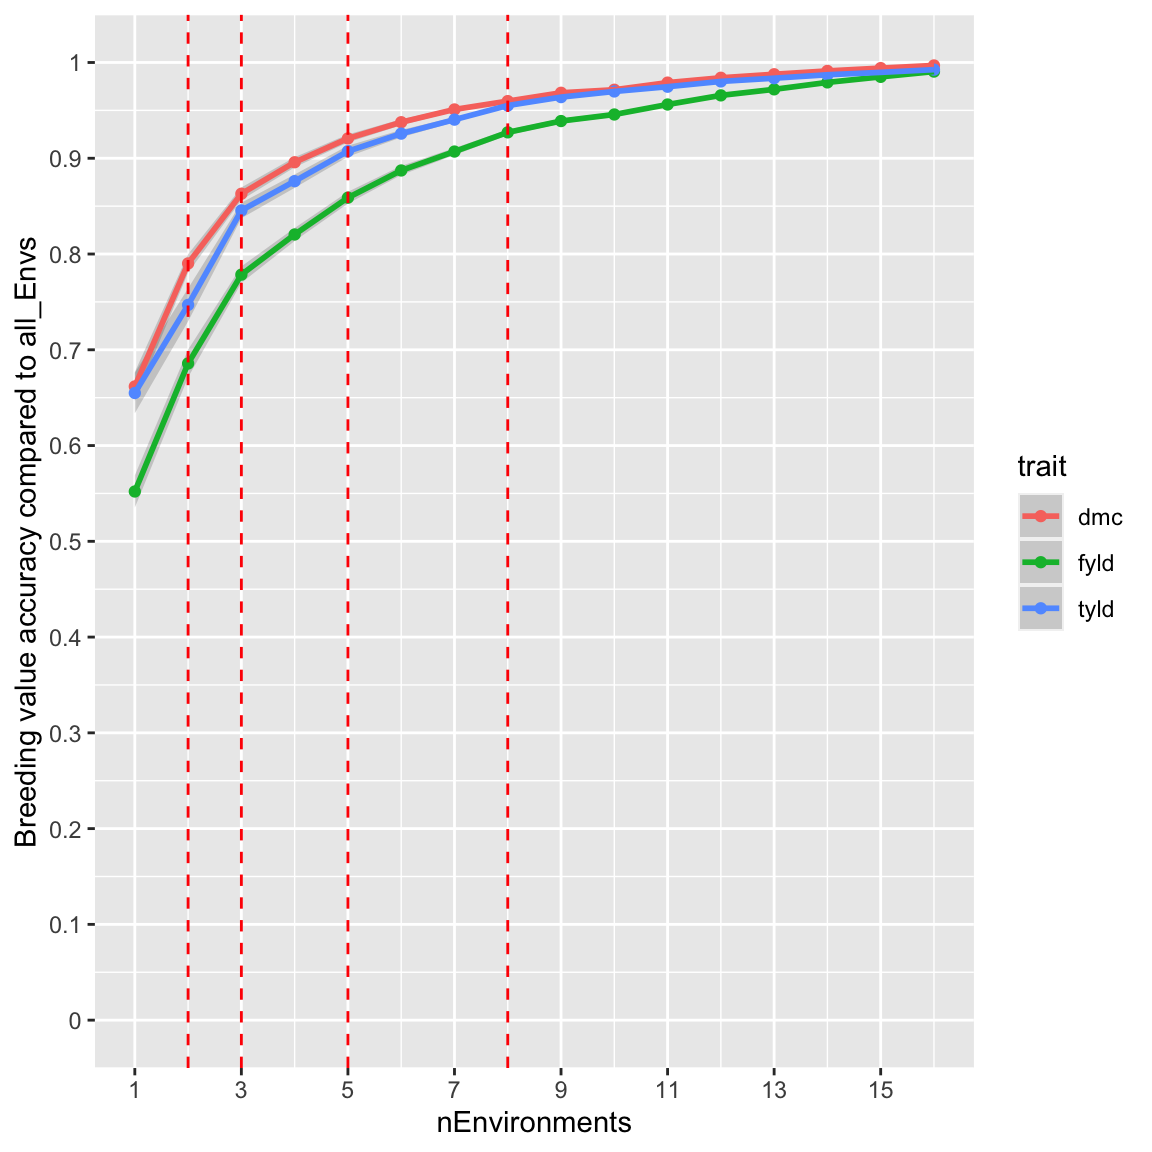 Breeding value accuracy compared to all_Envs
1
0.9
0.8
0.7
0.6
0.5
0.4
0.3
0.2
0.1
0
1 3 5 7 9 11 13 15
nEnvironments
trait
dmc
fyld
tyld